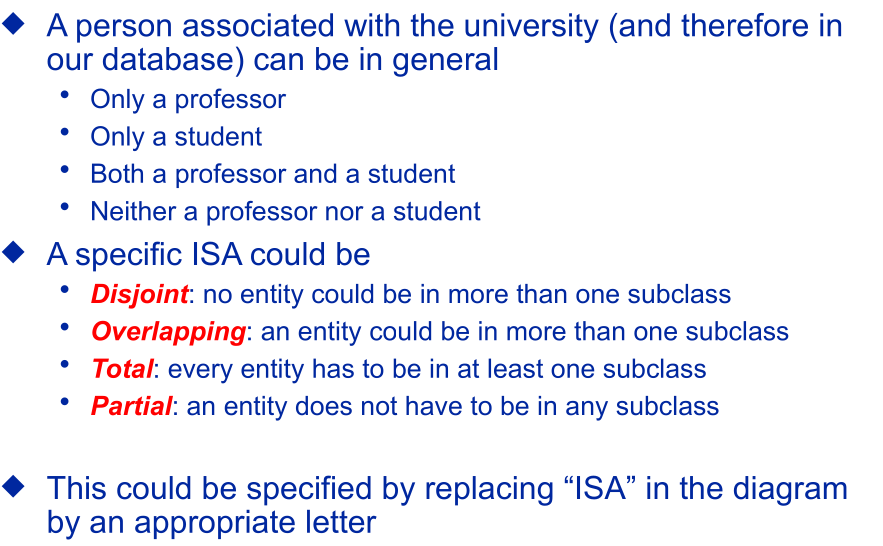 ◆ A person associated with the university (and therefore in
our database) can be in general
• Only a professor
• Only a student
• Both a professor and a student
• Neither a professor nor a student
◆ A specific ISA could be
• Disjoint: no entity could be in more than one subclass
• Overlapping: an entity could be in more than one subclass
• Total: every entity has to be in at least one subclass
• Partial: an entity does not have to be in any subclass
◆ This could be specified by replacing “ISA” in the diagram
by an appropriate letter